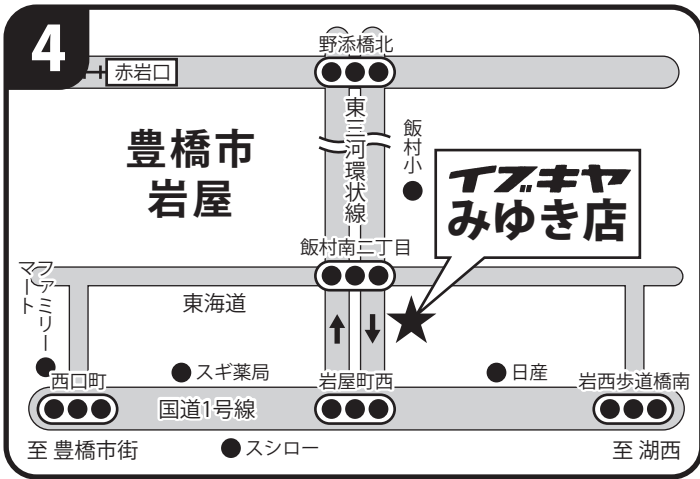 4
野添橋北
赤岩口
東三河環状線
飯村小
豊橋市
岩屋
イブキヤ
みゆき店
飯村南二丁目
ファミリー
マート
東海道
西口町
スギ薬局
岩屋町西
日産
岩西歩道橋南
国道1号線
至 豊橋市街
スシロー
至 湖西